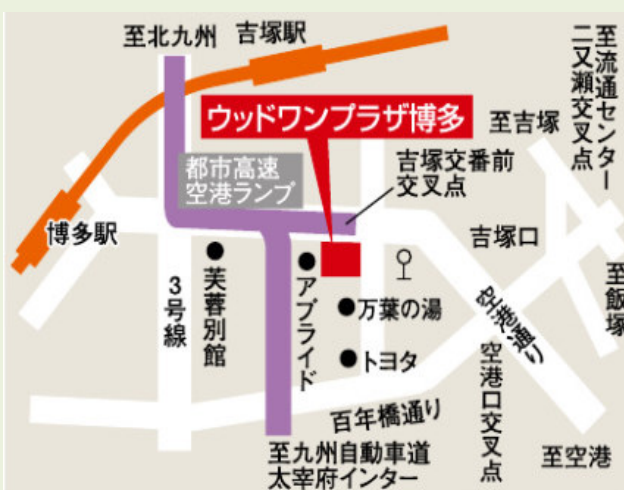 至北九州
吉塚駅
至流通センター
二又瀬交叉点
ウッドワンプラザ博多
至吉塚
都市高速
空港ランプ
吉塚交番前
交叉点
博多駅
吉塚口
3号線
芙蓉別館
アプライド
万葉の湯
トヨタ
空港通り
至飯塚
空港口交叉点
百年橋通り
至九州自動車道
太宰府インター
至空港